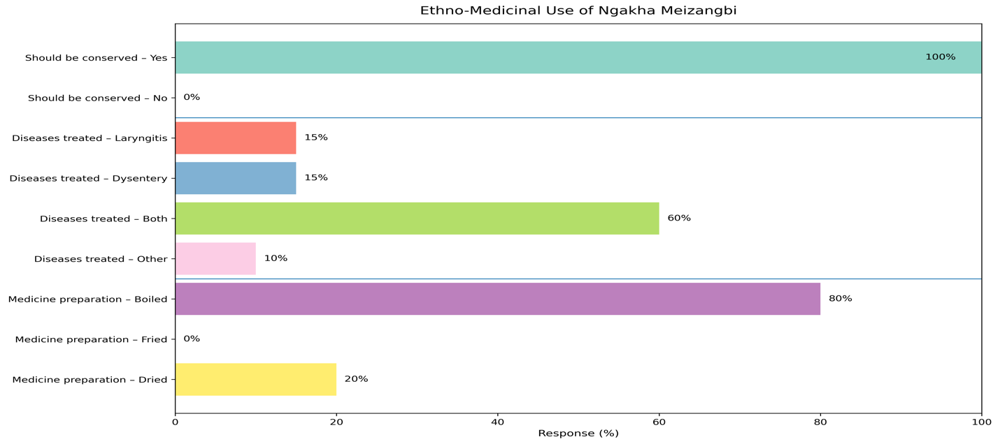 Ethno-Medicinal Use of Ngakha Meizangbi
Should be conserved – Yes
100%
Should be conserved – No
0%
Diseases treated – Laryngitis
15%
Diseases treated – Dysentery
15%
Diseases treated – Both
60%
Diseases treated – Other
10%
Medicine preparation – Boiled
80%
Medicine preparation – Fried
0%
Medicine preparation – Dried
20%
0 20 40 60 80 100
Response (%)